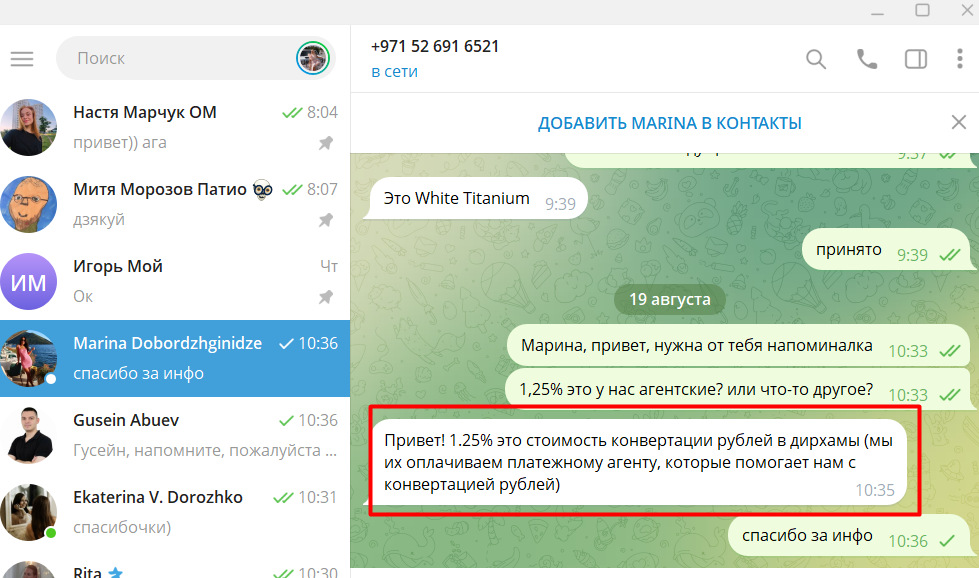 Поиск
Настя Марчук ОМ 8:04
привет)) ага
Митя Морозов Патио 8:07
дзякуй
ИМ
Игорь Мой Чт
Ок
Marina Dobordzhginidze 10:36
спасибо за инфо
Gusein Abuev 10:36
Гусейн, напомните, пожалуйста ...
Ekaterina V. Dorozhko 10:31
спасибочки)
Rita 10:30
+971 52 691 6521
в сети
ДОБАВИТЬ MARINA В КОНТАКТЫ
9:37
Это White Titanium 9:39
принято 9:39
19 августа
Марина, привет, нужна от тебя напоминалка 10:33
1,25% это у нас агентские? или что-то другое? 10:33
Привет! 1.25% это стоимость конвертации рублей в дирхамы (мы
их оплачиваем платежному агенту, которые помогает нам с
конвертацией рублей)
10:35
спасибо за инфо 10:36